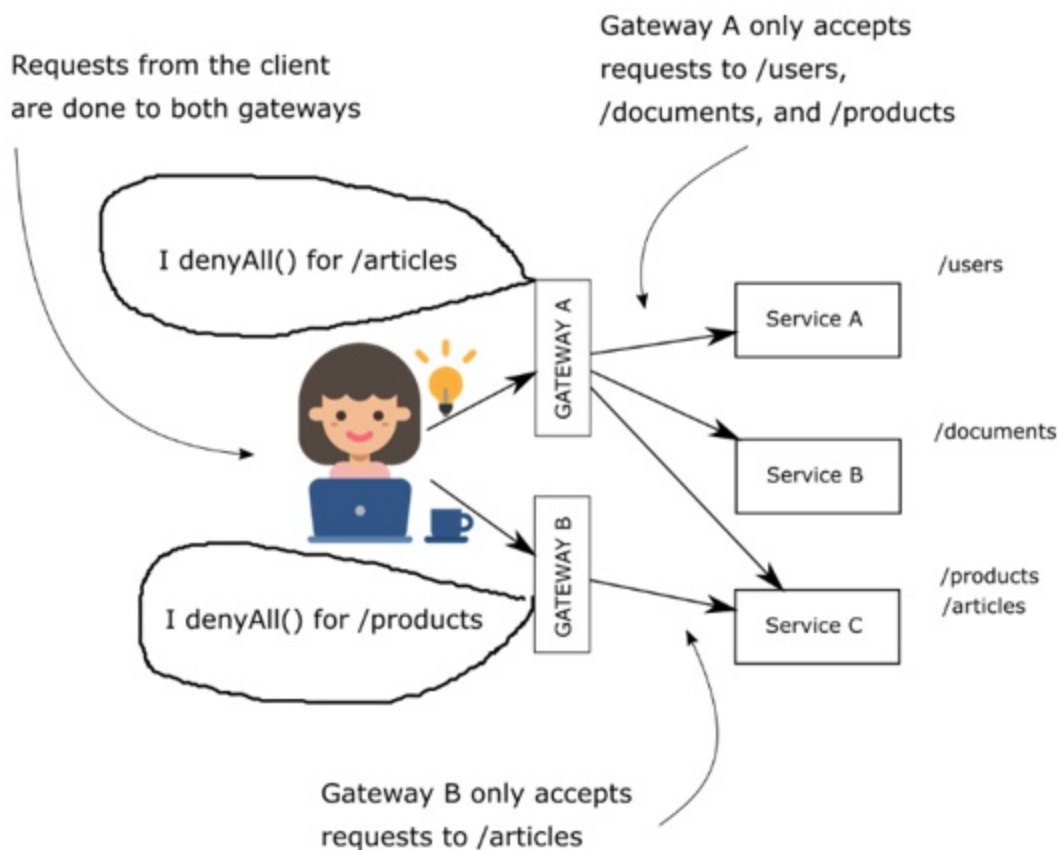 Requests from the client
are done to both gateways
Gateway A only accepts
requests to /users,
/documents, and /products
I denyAll() for /articles
GATEWAY A
/users
Service A
/documents
Service B
I denyAll() for /products
GATEWAY B
/products
/articles
Service C
Gateway B only accepts
requests to /articles